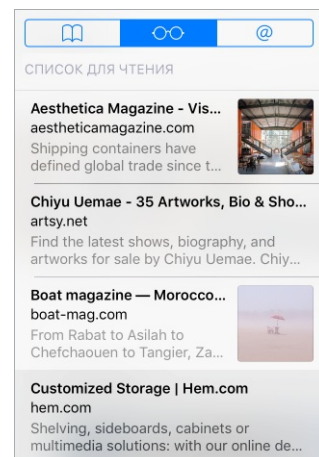 @
СПИСОК ДЛЯ ЧТЕНИЯ
Aesthetica Magazine - Vis...
aestheticamagazine.com
Shipping containers have
defined global trade since t...
Chiyu Uemae - 35 Artworks, Bio & Sho...
artsy.net
Find the latest shows, biography, and
artworks for sale by Chiyu Uemae. Chiy...
Boat magazine — Morocco...
boat-mag.com
From Rabat to Asilah to
Chefchaouen to Tangier, Za...
Customized Storage | Hem.com
hem.com
Shelving, sideboards, cabinets or
multimedia solutions: with our online de...